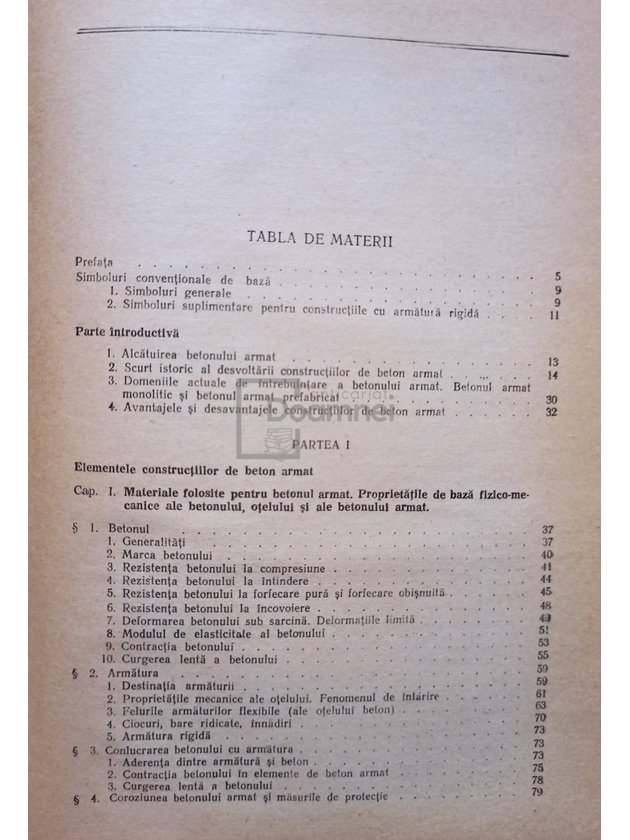 TABLA DE MATERII
Prefața . . . . . . . . . . 5
Simboluri convenționale de bază . . . . . . . . . . 9
1. Simboluri generale . . . . . . . . . . 9
2. Simboluri suplimentare pentru construcțiile cu armătură rigidă . . . . 11
Parte introductivă
1. Alcătuirea betonului armat . . . . . . . . . . 13
2. Scurt istoric al desvoltării construcțiilor de beton armat . . . . . 14
3. Domeniile actuale de întrebuințare a betonului armat. Betonul armat
monolitic și betonul armat prefabricat . . . . . . . . . . 30
4. Avantajele și desavantajele construcțiilor de beton armat . . . . . 32
Anticariat
Doamnei
PARTEA I
Elementele construcțiilor de beton armat
Cap. I. Materiale folosite pentru betonul armat. Proprietățile de bază fizico-me-
canice ale betonului, oțelului și ale betonului armat.
§ 1. Betonul . . . . . . . . . . 37
1. Generalități . . . . . . . . . . 37
2. Marca betonului . . . . . . . . . . 40
3. Rezistența betonului la compresiune . . . . . . . . . . 41
4. Rezistența betonului la întindere . . . . . . . . . . 44
5. Rezistența betonului la forfecare pură și forfecare obișnuită . . . . . 45
6. Rezistența betonului la încovoiere . . . . . . . . . . 48
7. Deformarea betonului sub sarcină. Deformațiile limită . . . . . 49
8. Modulul de elasticitate al betonului . . . . . . . . . . 51
9. Contracția betonului . . . . . . . . . . 53
10. Curgerea lentă a betonului . . . . . . . . . . 55
§ 2. Armătura . . . . . . . . . . 59
1. Destinația armăturii . . . . . . . . . . 59
2. Proprietățile mecanice ale oțelului. Fenomenul de întărire . . . . . 61
3. Felurile armăturilor flexibile (ale oțelului beton) . . . . . 63
4. Ciocuri, bare ridicate, înnădiri . . . . . . . . . . 70
5. Armătura rigidă . . . . . . . . . . 73
§ 3. Conlucrarea betonului cu armătura . . . . . . . . . . 73
1. Aderența dintre armătură și beton . . . . . . . . . . 73
2. Contracția betonului în elemente de beton armat . . . . . 75
3. Curgerea lentă a betonului . . . . . . . . . . 78
§ 4. Coroziunea betonului armat și măsurile de protecție . . . . . 79